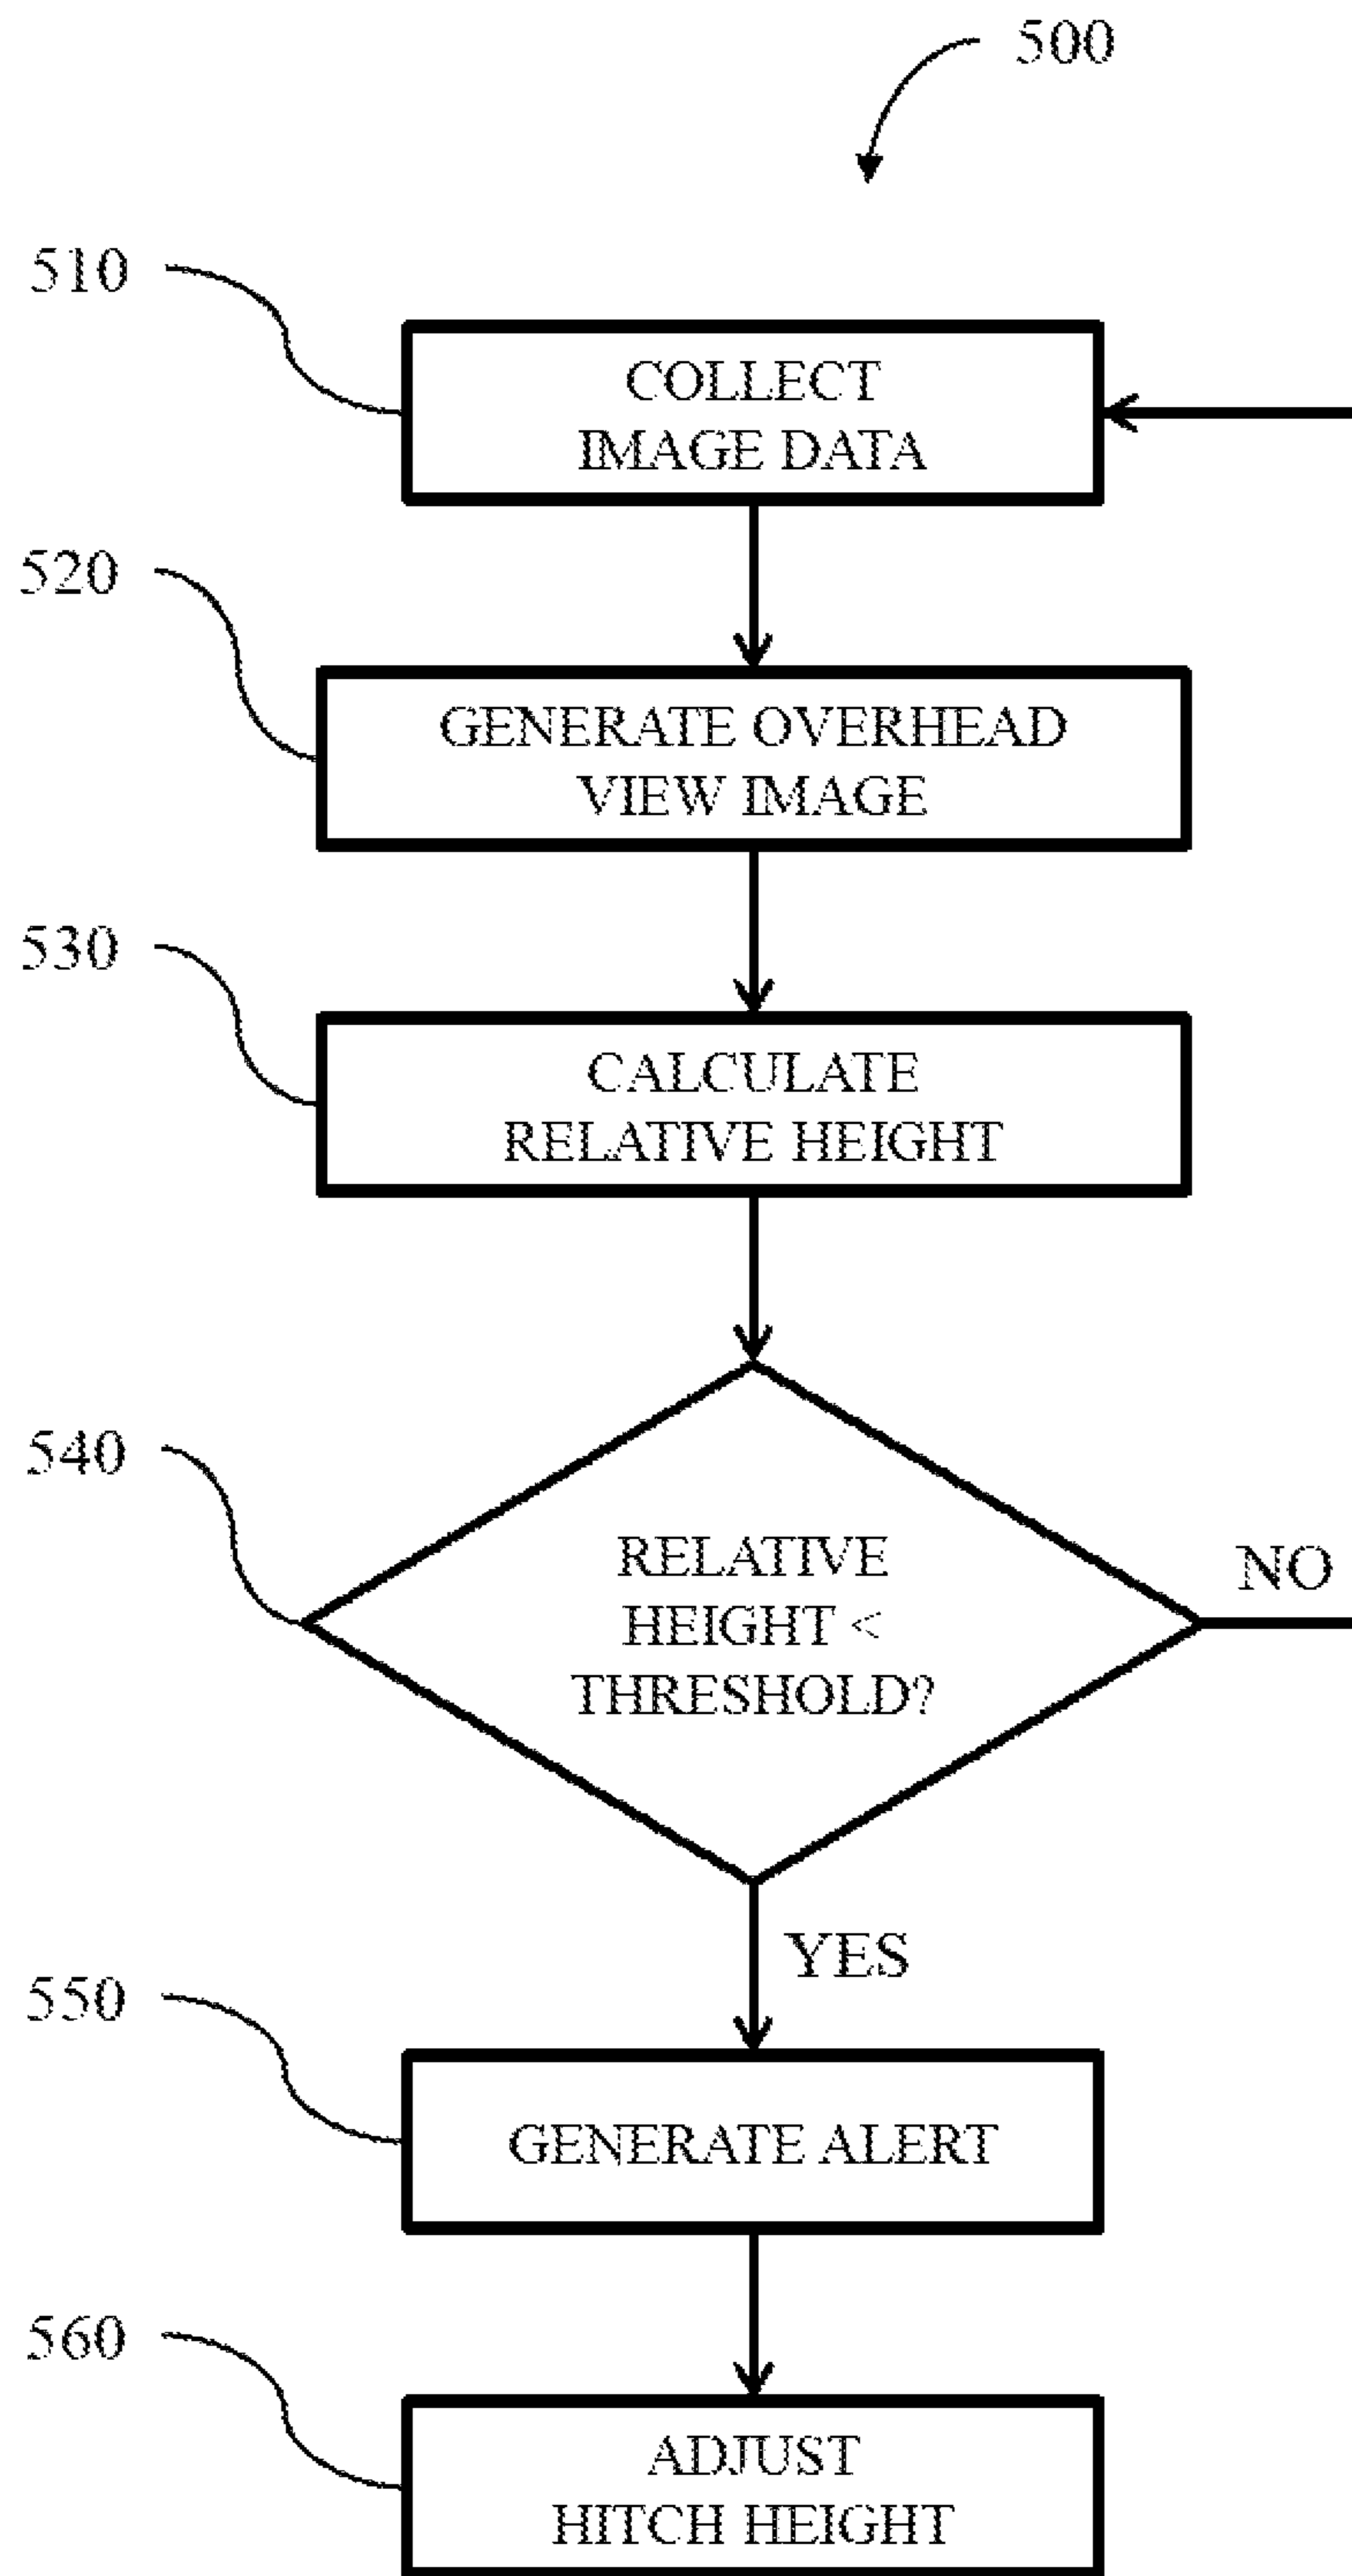 500
510
COLLECT
IMAGE DATA
520
GENERATE OVERHEAD
VIEW IMAGE
530
CALCULATE
RELATIVE HEIGHT
540
RELATIVE
HEIGHT <
THRESHOLD?
NO
YES
550
GENERATE ALERT
560
ADJUST
HITCH HEIGHT